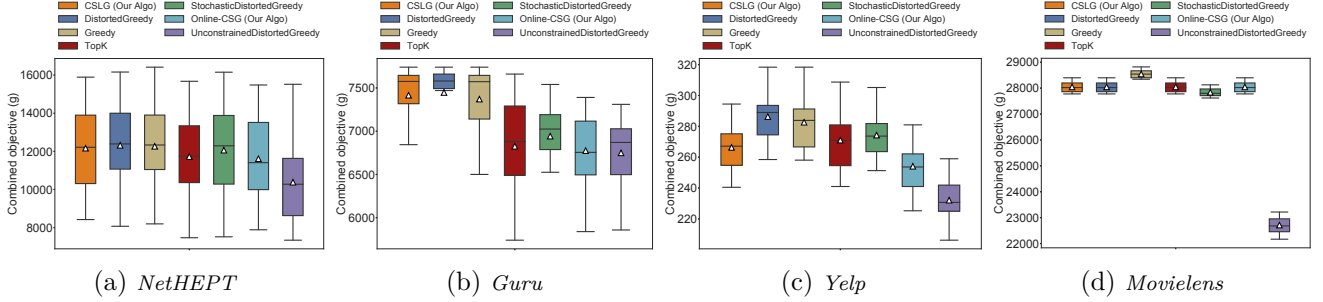 CSLG (Our Algo)
DistortedGreedy
Greedy
TopK
StochasticDistortedGreedy
Online-CSG (Our Algo)
UnconstrainedDistortedGreedy
Combined objective (g)
16000
14000
12000
10000
8000
(a) NetHEPT
CSLG (Our Algo)
DistortedGreedy
Greedy
TopK
StochasticDistortedGreedy
Online-CSG (Our Algo)
UnconstrainedDistortedGreedy
Combined objective (g)
7500
7000
6500
6000
(b) Guru
CSLG (Our Algo)
DistortedGreedy
Greedy
TopK
StochasticDistortedGreedy
Online-CSG (Our Algo)
UnconstrainedDistortedGreedy
Combined objective (g)
320
300
280
260
240
220
(c) Yelp
CSLG (Our Algo)
DistortedGreedy
Greedy
TopK
StochasticDistortedGreedy
Online-CSG (Our Algo)
UnconstrainedDistortedGreedy
Combined objective (g)
29000
28000
27000
26000
25000
24000
23000
22000
(d) Movielens